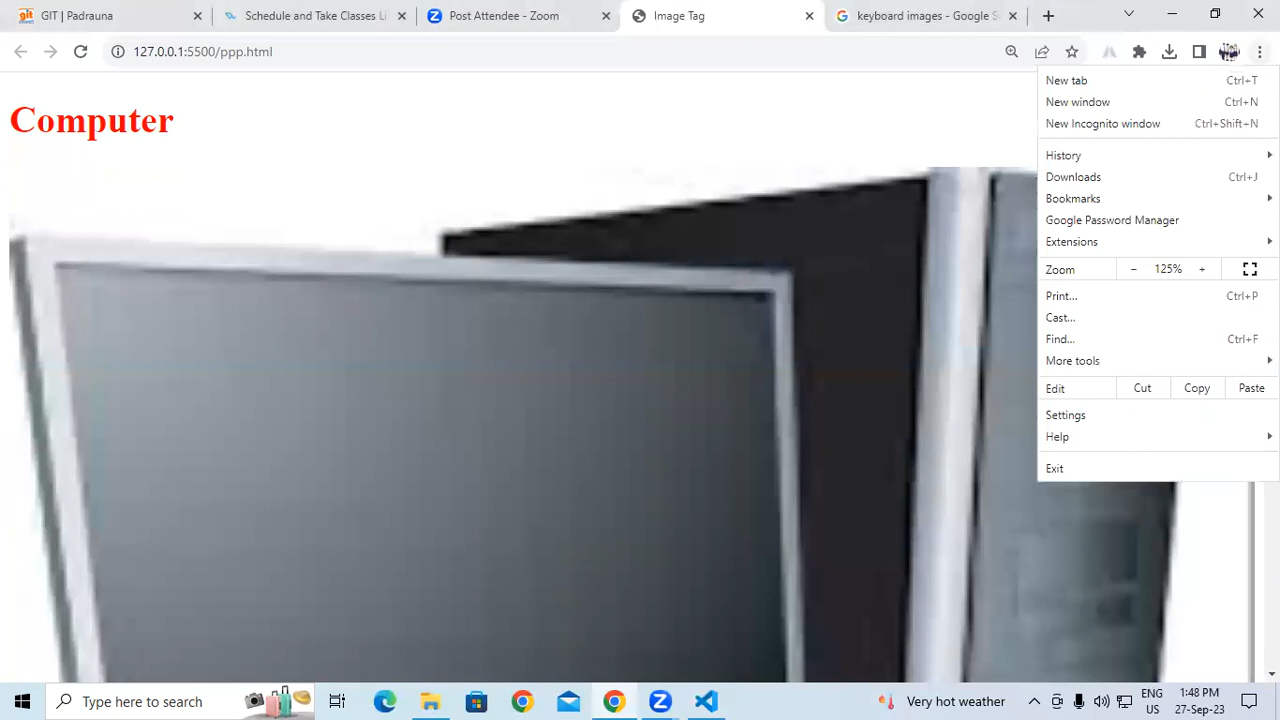 GIT | Padrauna
Schedule and Take Classes Li
Post Attendee - Zoom
Image Tag
keyboard images - Google S
127.0.0.1:5500/ppp.html
Computer
New tab Ctrl+T
New window Ctrl+N
New Incognito window Ctrl+Shift+N
History
Downloads Ctrl+J
Bookmarks
Google Password Manager
Extensions
Zoom − 125% +
Print... Ctrl+P
Cast...
Find... Ctrl+F
More tools
Edit Cut Copy Paste
Settings
Help
Exit
Type here to search
Very hot weather
ENG
US
1:48 PM
27-Sep-23